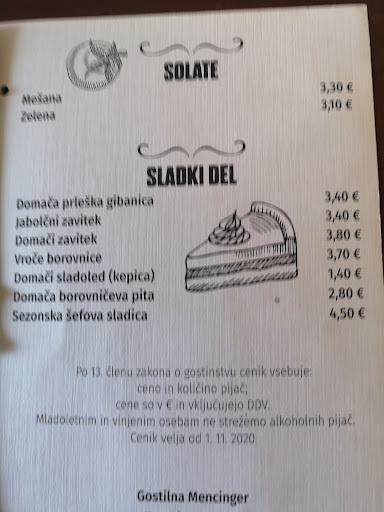 SOLATE
Mešana 3,30 €
Zelena 3,10 €
SLADKI DEL
Domača prleška gibanica 3,40 €
Jabolčni zavitek 3,40 €
Domači zavitek 3,80 €
Vroče borovnice 3,70 €
Domači sladoled (kepica) 1,40 €
Domača borovničeva pita 2,80 €
Sezonska šefova sladica 4,50 €
Po 13. členu zakona o gostinstvu cenik vsebuje:
ceno in količino pijač;
cene so v € in vključujejo DDV.
Mladoletnim in vinjenim osebam ne strežemo alkoholnih pijač.
Cenik velja od 1. 11. 2020
Gostilna Mencinger